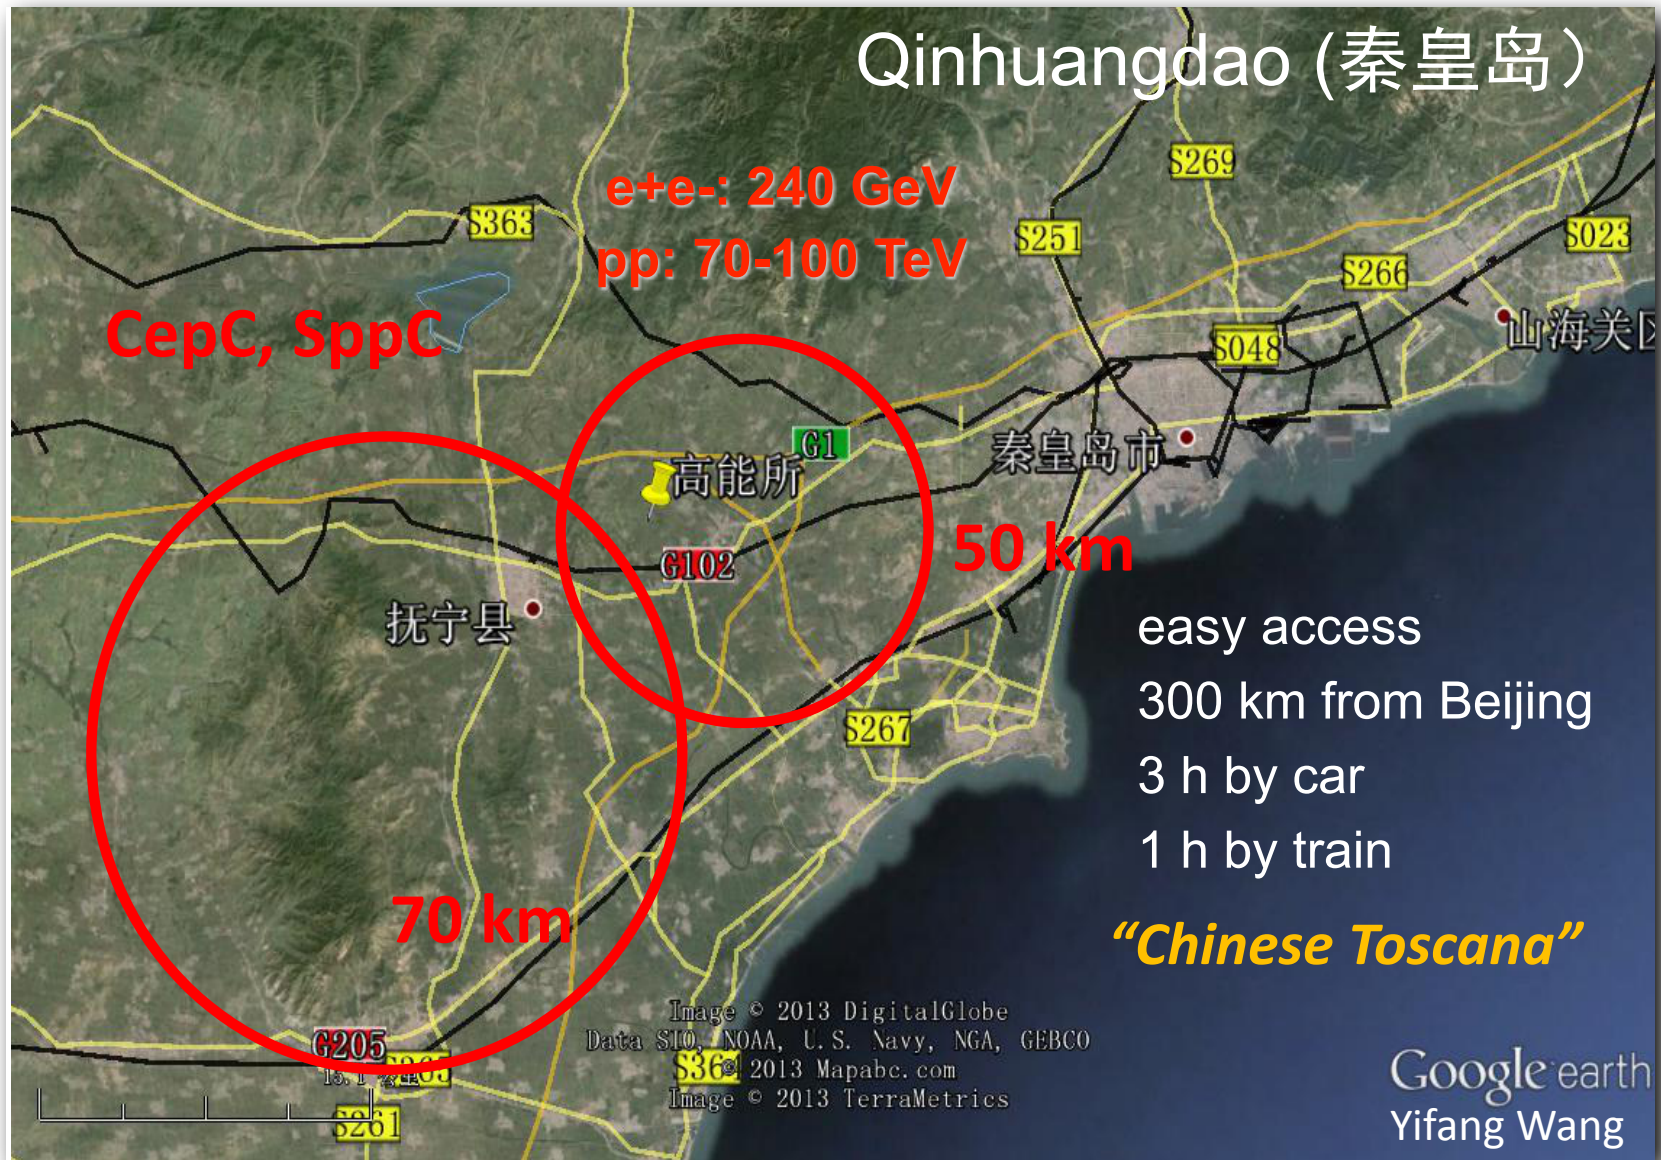 Qinhuangdao (秦皇岛）
e+e-: 240 GeV
pp: 70-100 TeV
CepC, SppC
S363
S269
S251
S023
S266
S048
山海关区
G1
高能所
秦皇岛市
G102
50 km
抚宁县
easy access
300 km from Beijing
3 h by car
1 h by train
S267
70 km
“Chinese Toscana”
Image © 2013 DigitalGlobe
Data SIO, NOAA, U.S. Navy, NGA, GEBCO
© 2013 Mapabc.com
Image © 2013 TerraMetrics
G205
S261
Google earth
Yifang Wang